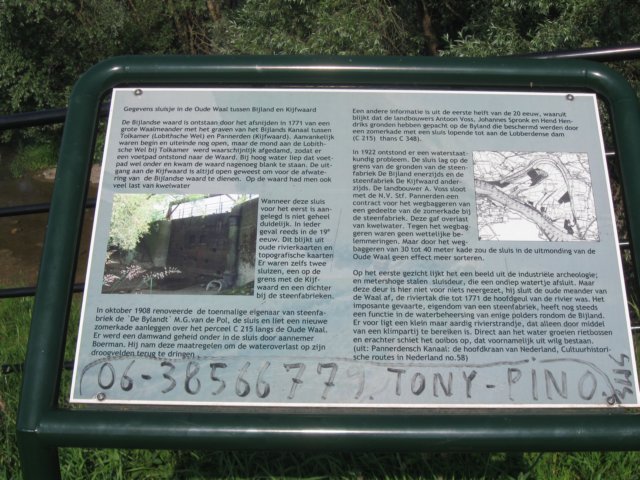 Gegevens sluisje in de Oude Waal tussen Bijland en Kijfwaard
De Bijlandse waard is ontstaan door het afsnijden in 1771 van een
grote Waalmeander met het graven van het Bijlands Kanaal tussen
Tolkamer (Lobithsche Wel) en Pannerden (Kijfwaard). Aanvankelijk
waren begin en uiteinde nog open, maar de mond aan de Lobith-
sche Wei bij Tolkamer werd waarschijnlijk afgedamd, zodat er
een voetpad ontstond naar de Waard. Bij hoog water liep dat voet-
pad wel onder en kwam de waard nagenoeg blank te staan. De uit-
gang aan de Kijfwaard is altijd open geweest om voor de afwate-
ring van de Bijlandse waard te dienen. Op de waard had men ook
veel last van kwelwater
Wanneer deze sluis
voor het eerst is aan-
gelegd is niet geheel
duidelijk. In ieder
geval reeds in de 19e
eeuw. Dit blijkt uit
oude rivierkaarten en
topografische kaarten
Er waren zelfs twee
sluizen, een op de
grens met de Kijf-
waard en een dichter
bij de steenfabrieken.
In oktober 1908 renoveerde de toenmalige eigenaar van steenfa-
briek de "De Bylandt" M.G.van de Pol, de sluis en liet een nieuwe
zomerkade aanleggen over het perceel C 215 langs de Oude Waal.
Er werd een damwand geheid onder in de sluis door aannemer
Boerman. Hij nam deze maatregelen om de wateroverlast op zijn
droogvelden terug te dringen
Een andere informatie is uit de eerste helft van de 20 eeuw, waaruit
blijkt dat de landbouwers Antoon Voss, Johannes Spronk en Hend Hen-
driks gronden hebben gepacht op de Byland die beschermd werden door
een zomerkade met een sluis lopende tot aan de Lobberdense dam
(C 215) thans C 348).
In 1922 ontstond er een waterstaat-
kundig probleem. De sluis lag op de
grens van de gronden van de steen-
fabriek De Bijland enerzijds en de
steenfabriek De Kijfwaard ander-
zijds. De landbouwer A. Voss sloot
met de N.V. Stf. Pannerden een
contract voor het wegbaggeren van
een gedeelte van de zomerkade bij
de steenfabriek. Deze gaf overlast
van kwelwater. Tegen het wegbag-
geren waren geen wettelijke be-
lemmeringen. Maar door het weg-
baggeren van 30 tot 40 meter kade zou de sluis in de uitmonding van de
Oude Waal geen effect meer sorteren.
Op het eerste gezicht lijkt het een beeld uit de industriële archeologie;
en metershoge stalen sluisdeur, die een ondiep watertje afsluit. Maar
deze deur is hier niet voor niets neergezet, hij sluit de oude meander van
de Waal af, de riviertak die tot 1771 de hoofdgeul van de rivier was. Het
imposante gevaarte, eigendom van een steenfabriek, heeft nog steeds
een functie in de waterbeheersing van enige polders rondom de Bijland.
Er voor ligt een klein maar aardig rivierstrandje, dat alleen door middel
van een klimpartij te bereiken is. Direct aan het water groeien rietbossen
en erachter schiet het ooibos op, dat voornamelijk uit wilg bestaan.
(uit: Pannerdensch Kanaal; de hoofdkraan van Nederland, Cultuurhistor-
ische routes in Nederland no.58)
06-38566779. TONY-PINO.